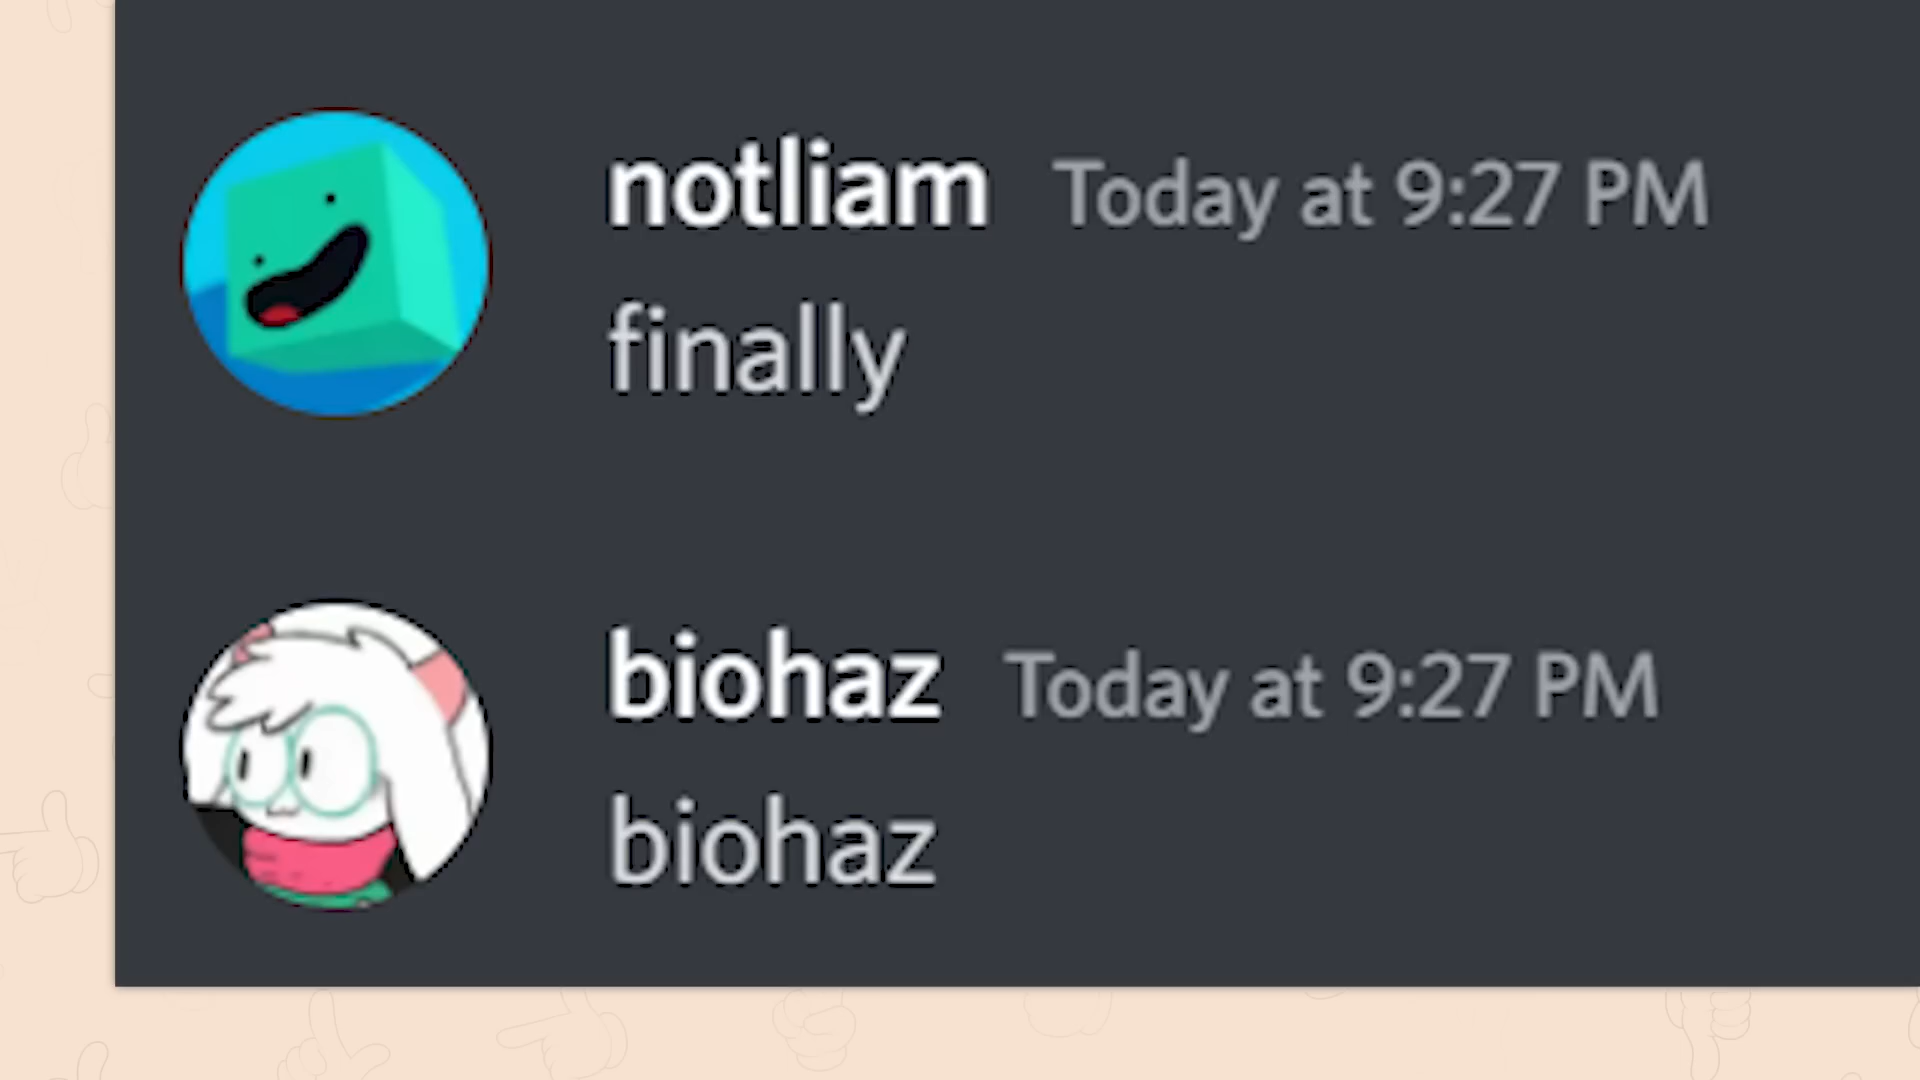 notliam Today at 9:27 PM
finally
biohaz Today at 9:27 PM
biohaz